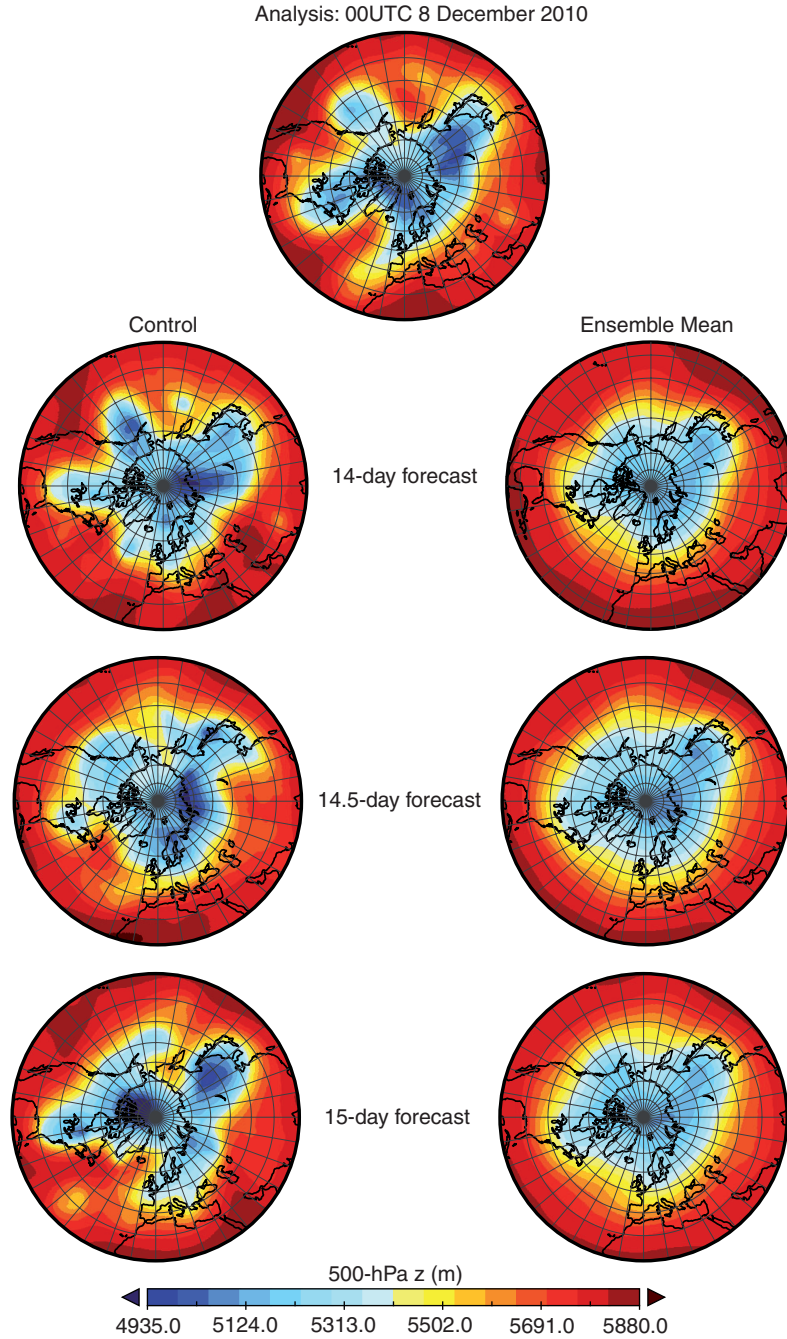 Analysis: 00UTC 8 December 2010
Control
Ensemble Mean
14-day forecast
14.5-day forecast
15-day forecast
500-hPa z (m)
4935.0 5124.0 5313.0 5502.0 5691.0 5880.0